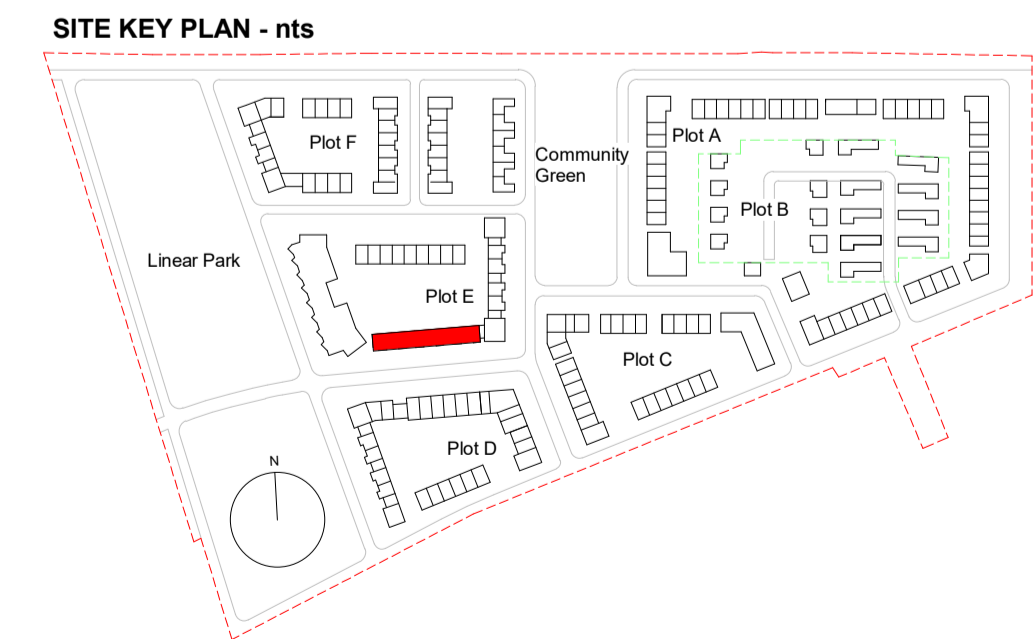 SITE KEY PLAN - nts
Plot F
Plot A
Community
Green
Plot B
Linear Park
Plot E
Plot C
Plot D
N